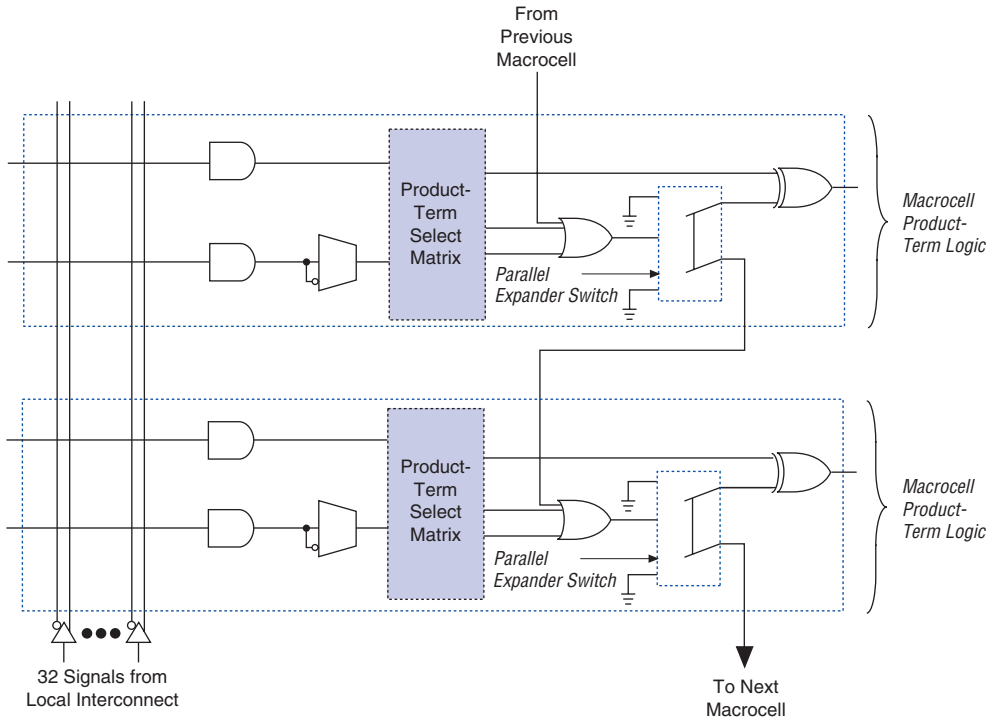 From
Previous
Macrocell
Product-
Term
Select
Matrix
Parallel
Expander Switch
Macrocell
Product-
Term Logic
Product-
Term
Select
Matrix
Parallel
Expander Switch
Macrocell
Product-
Term Logic
32 Signals from
Local Interconnect
To Next
Macrocell